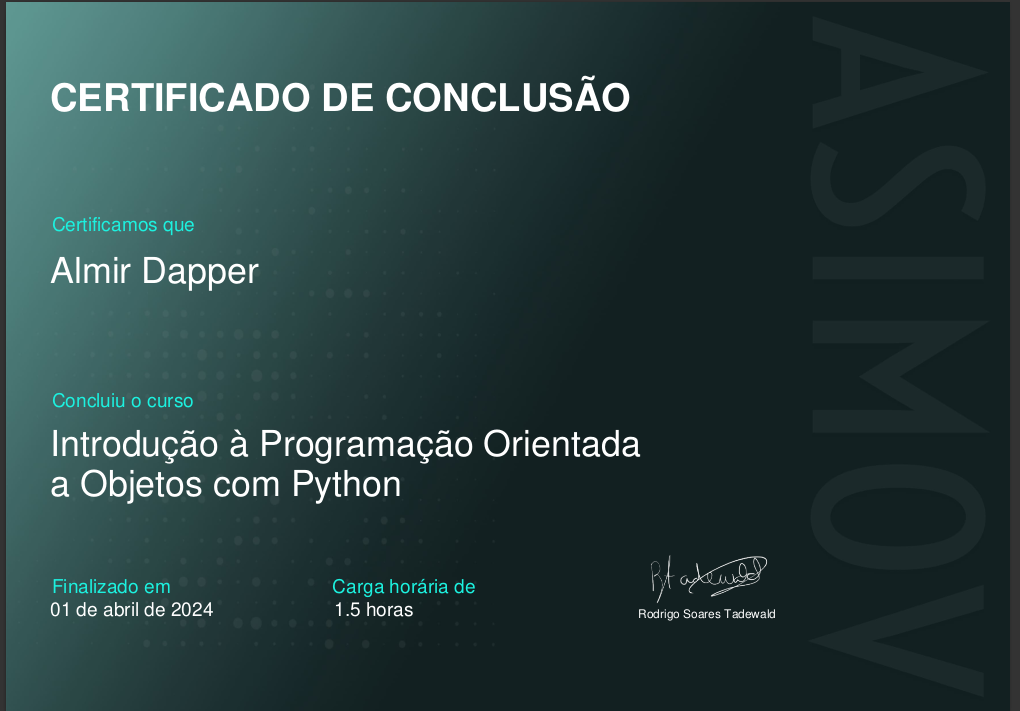 CERTIFICADO DE CONCLUSÃO
Certificamos que
Almir Dapper
Concluiu o curso
Introdução à Programação Orientada
a Objetos com Python
Finalizado em
01 de abril de 2024
Carga horária de
1.5 horas
Rodrigo Soares Tadewald
ASIMOV